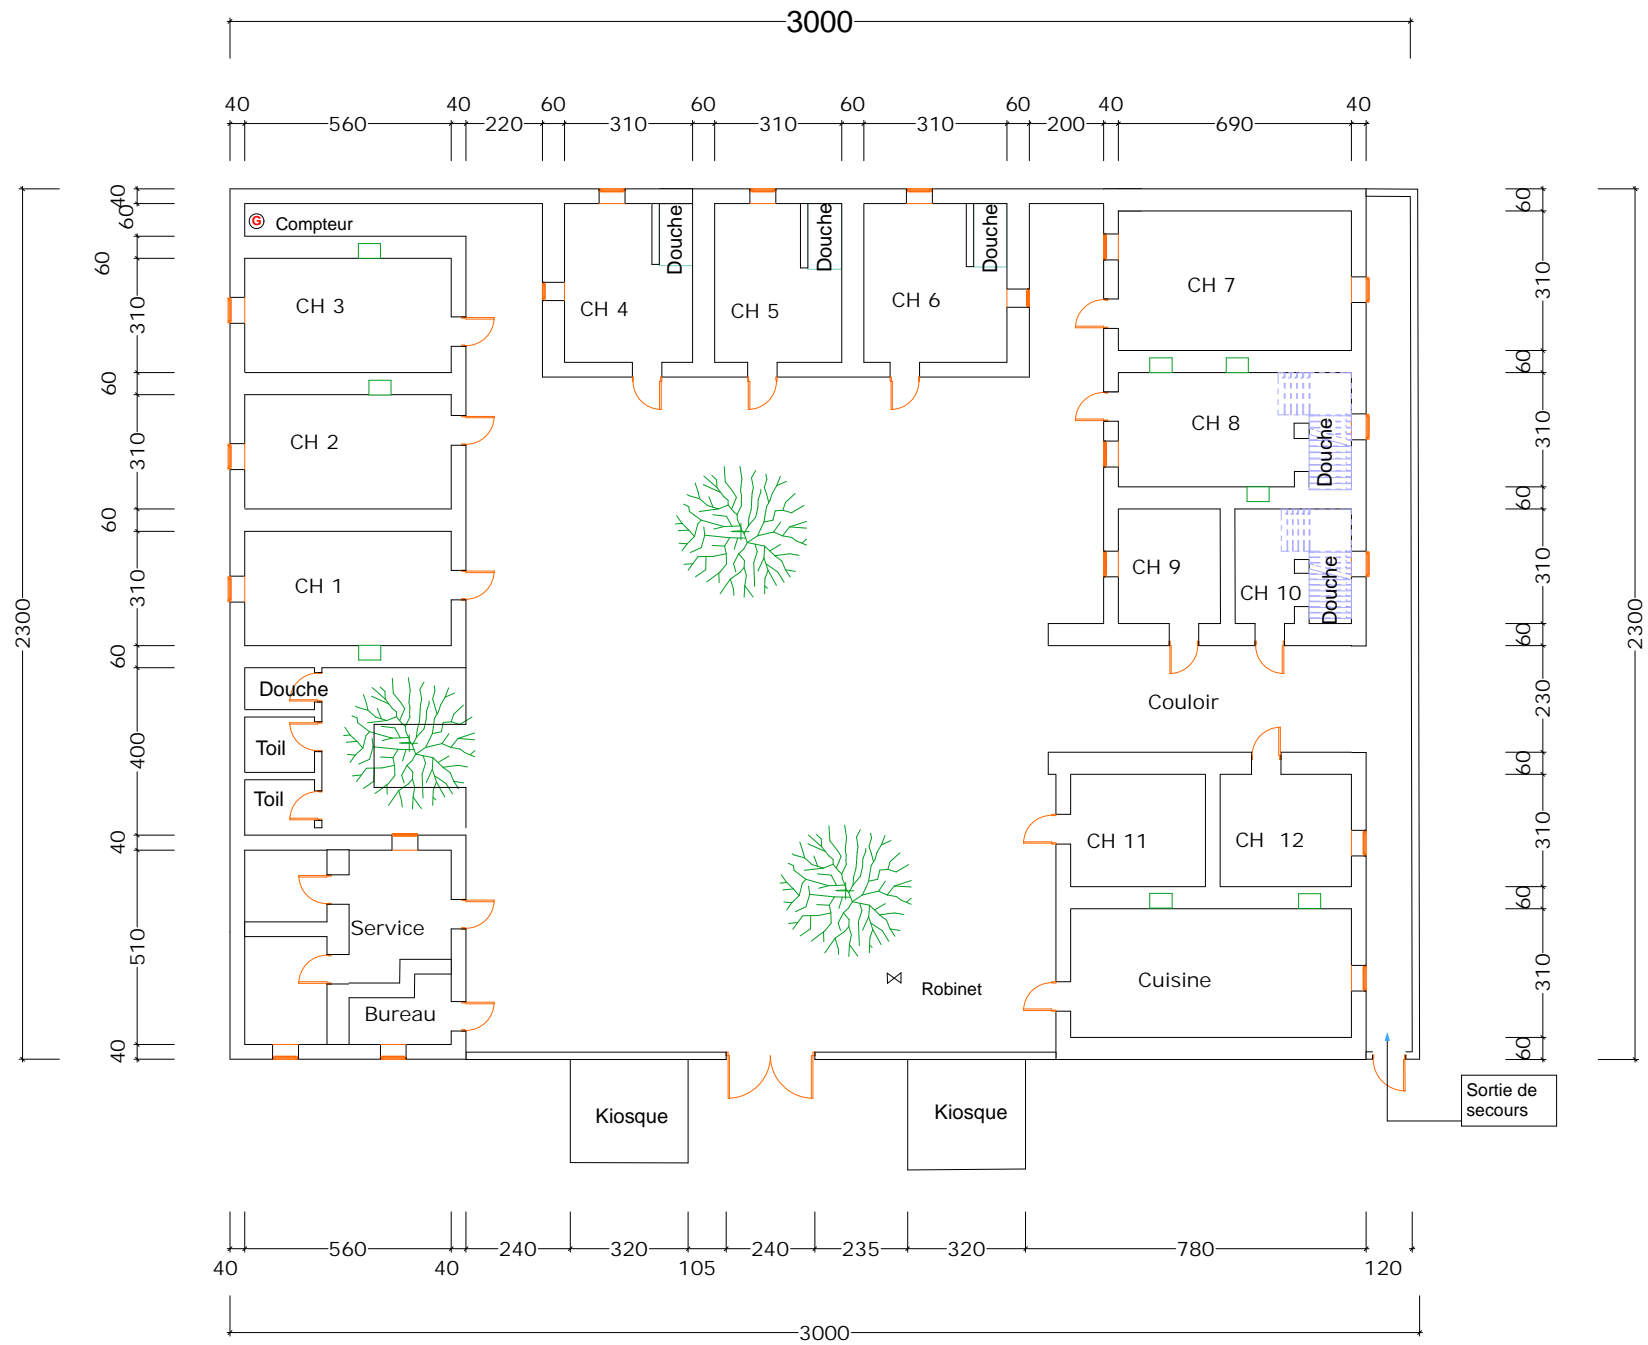 3000
40 40 60 60 60 60 40 40
560 220 310 310 310 200 690
40
60
60
310
60
310
60
310
60
400
40
510
40
2300
G Compteur
CH 3
CH 2
CH 1
Douche
Toil
Toil
Service
Bureau
CH 4
Douche
CH 5
Douche
CH 6
Douche
CH 7
CH 8
Douche
CH 9
CH 10
Douche
Couloir
CH 11
CH 12
Cuisine
Robinet
Kiosque
Kiosque
Sortie de
secours
60
310
60
310
60
310
60
230
60
310
60
310
60
2300
560 240 320 240 235 320 780
40 40 105 120
3000